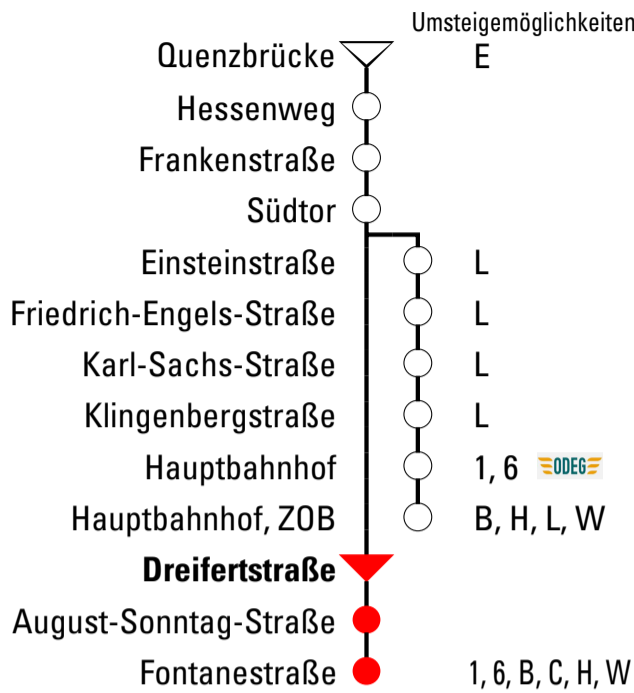 Umsteigemöglichkeiten
Quenzbrücke E
Hessenweg
Frankenstraße
Südtor
Einsteinstraße L
Friedrich-Engels-Straße L
Karl-Sachs-Straße L
Klingenbergstraße L
Hauptbahnhof 1, 6 ODEG
Hauptbahnhof, ZOB B, H, L, W
Dreifertstraße
August-Sonntag-Straße
Fontanestraße 1, 6, B, C, H, W